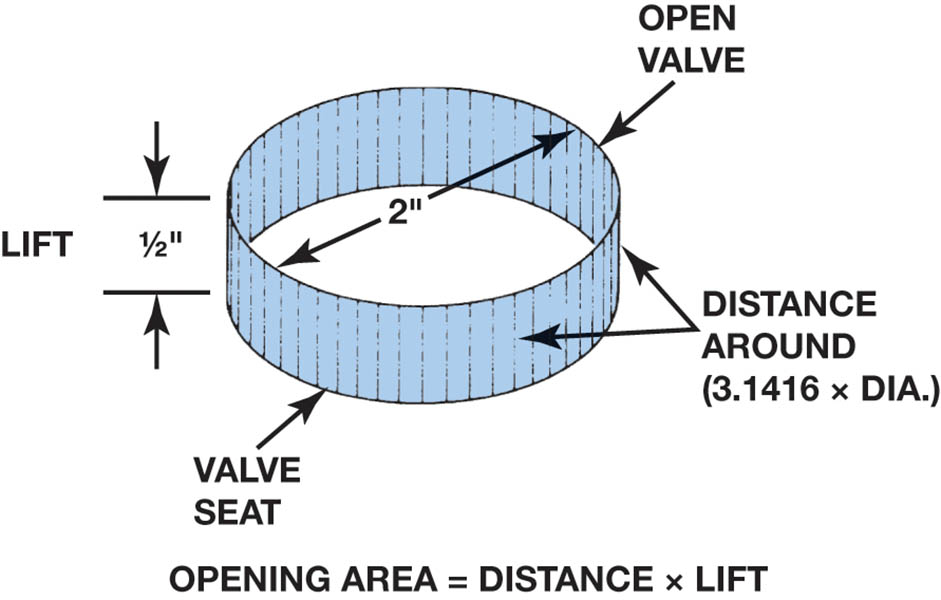 OPEN
VALVE
2"
LIFT
½"
DISTANCE
AROUND
(3.1416 × DIA.)
VALVE
SEAT
OPENING AREA = DISTANCE × LIFT